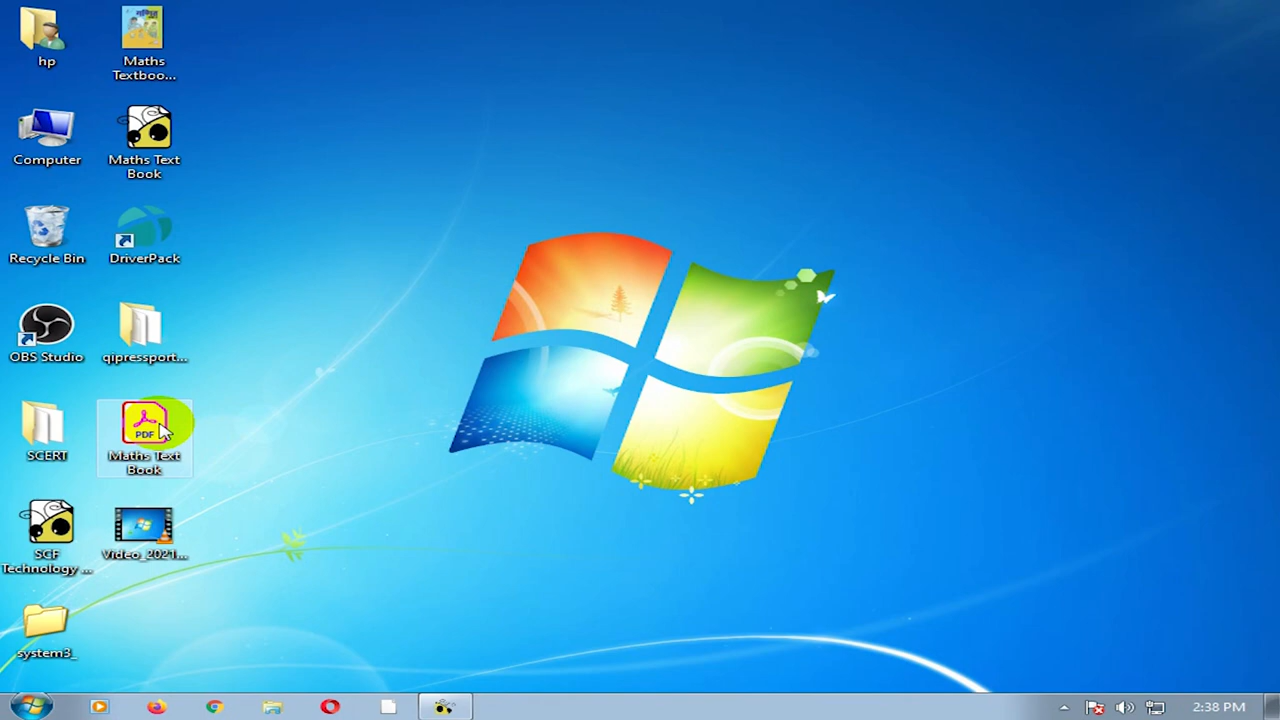 hp
Maths
Textboo...
Computer
Maths Text
Book
Recycle Bin
DriverPack
OBS Studio
qipressport...
SCERT
PDF
Maths Text
Book
SCF
Technology ...
Video_2021...
system3_
2:38 PM